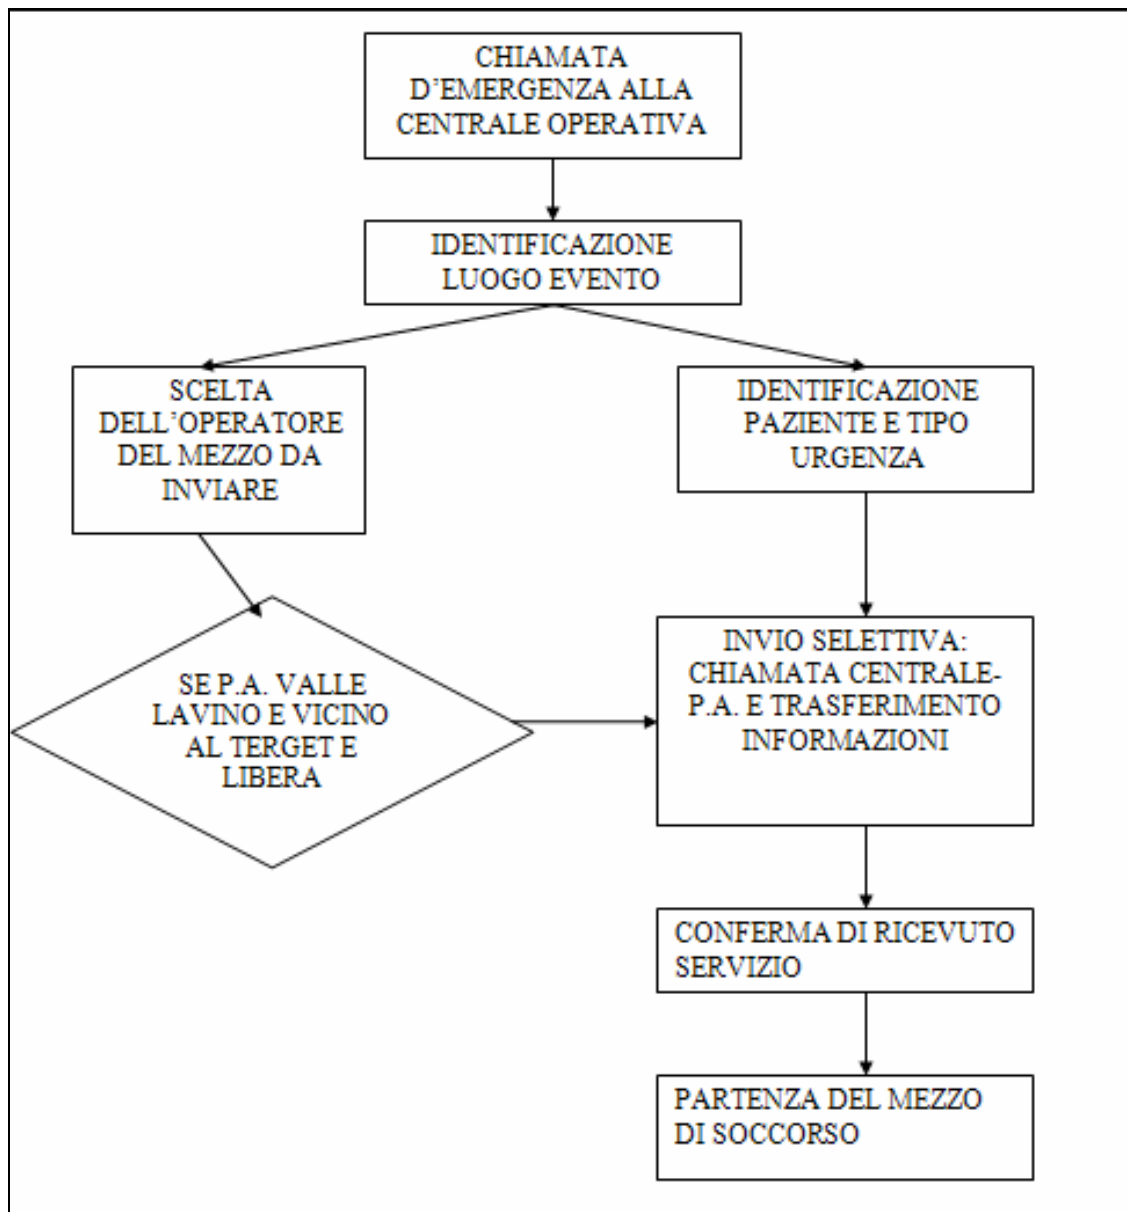 CHIAMATA
D'EMERGENZA ALLA
CENTRALE OPERATIVA
IDENTIFICAZIONE
LUOGO EVENTO
SCELTA
DELL'OPERATORE
DEL MEZZO DA
INVIARE
IDENTIFICAZIONE
PAZIENTE E TIPO
URGENZA
SE P.A. VALLE
LAVINO E VICINO
AL TERGET E
LIBERA
INVIO SELETTIVA:
CHIAMATA CENTRALE-
P.A. E TRASFERIMENTO
INFORMAZIONI
CONFERMA DI RICEVUTO
SERVIZIO
PARTENZA DEL MEZZO
DI SOCCORSO